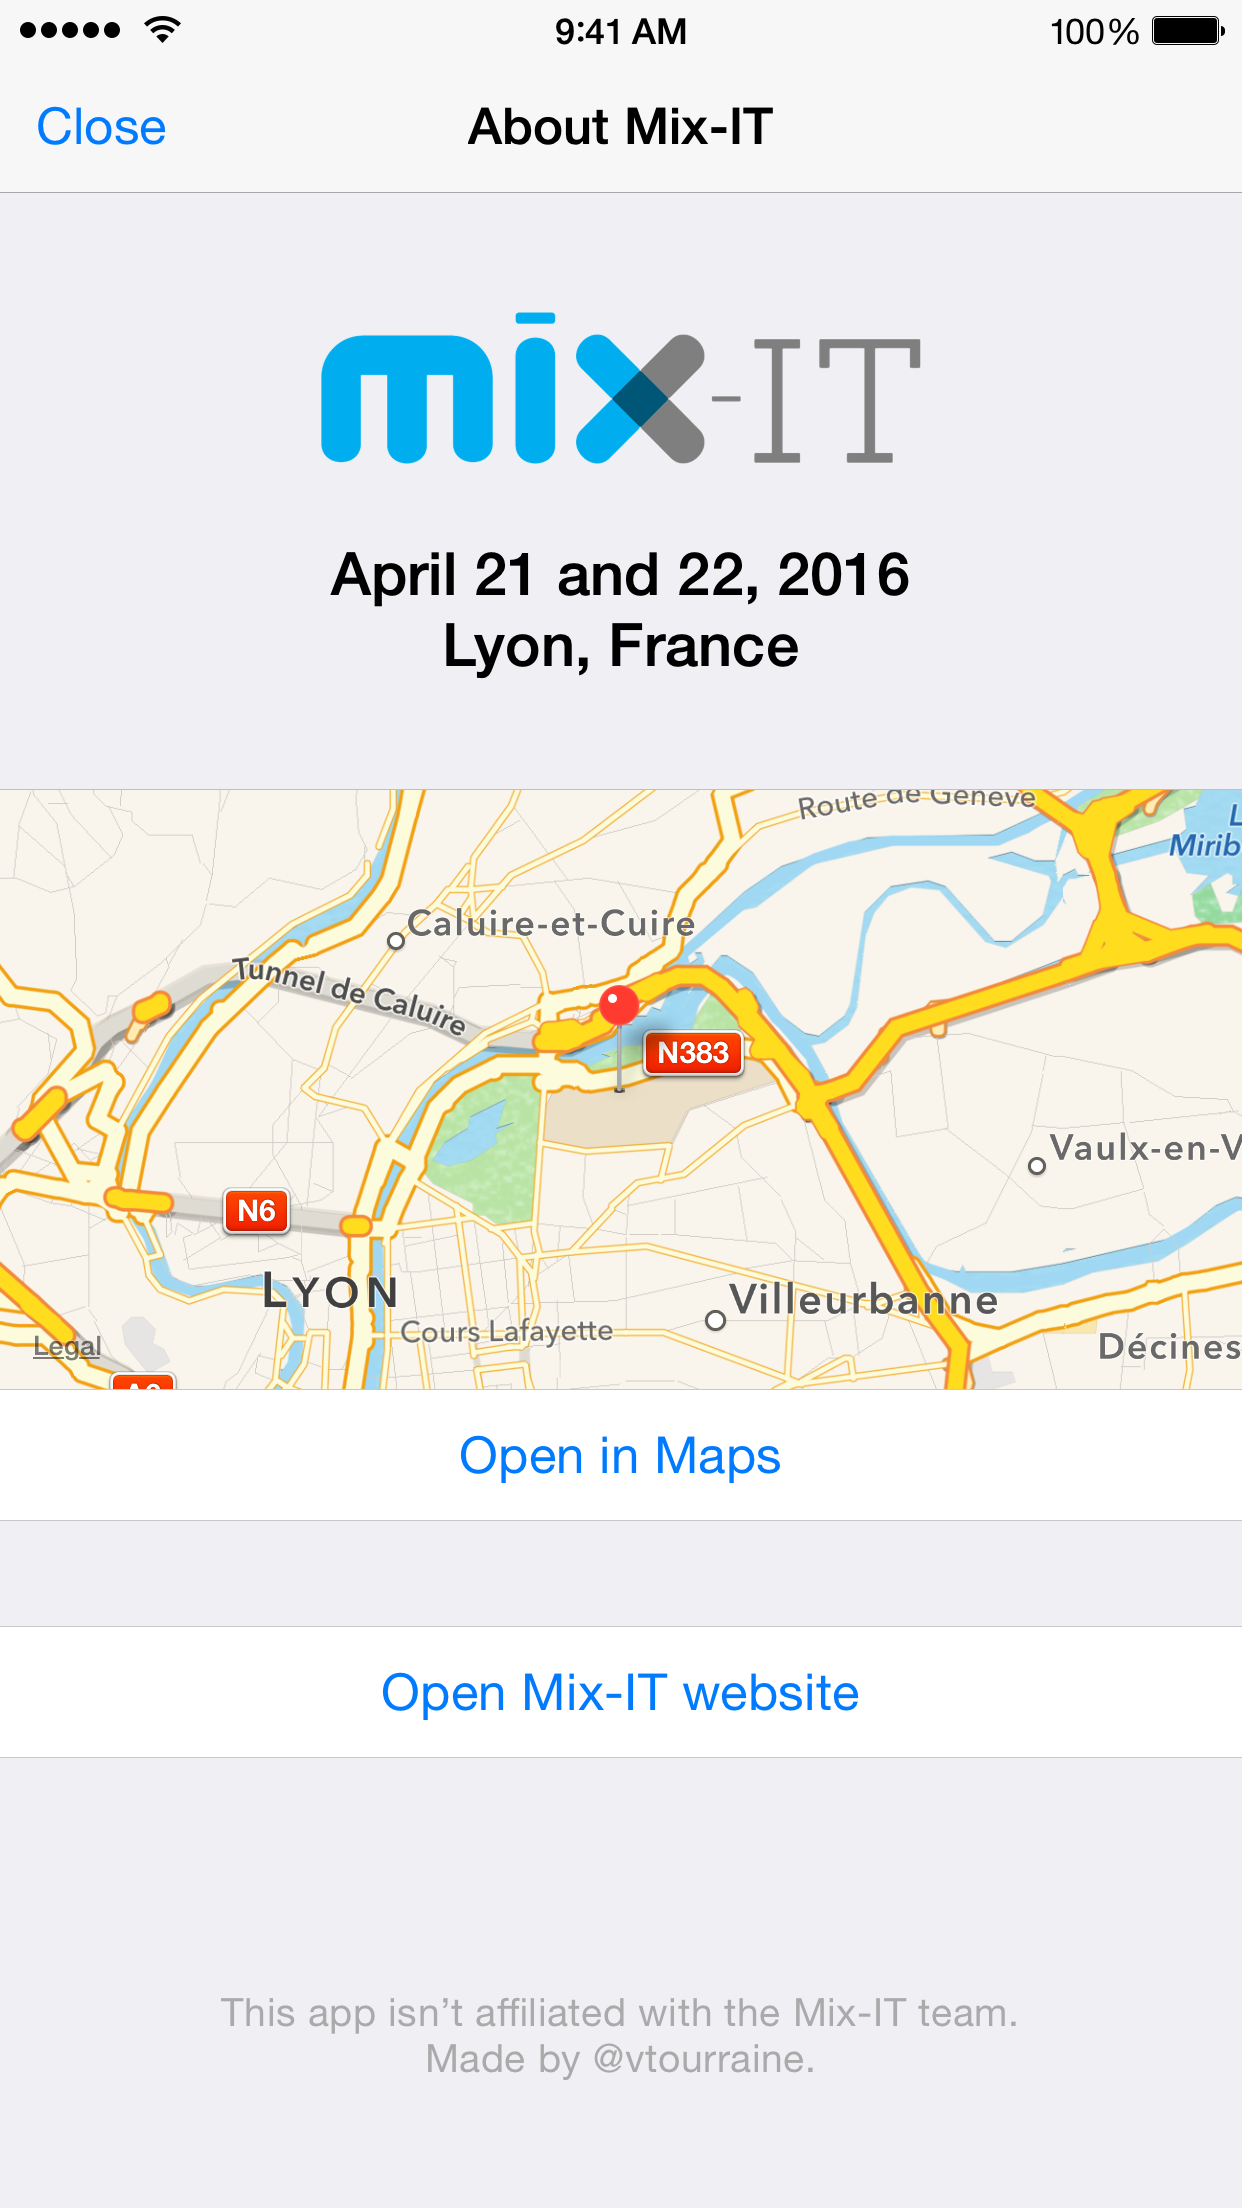 9:41 AM
100%
Close
About Mix-IT
mix-IT
April 21 and 22, 2016
Lyon, France
Route de Genève
Mirib
Caluire-et-Cuire
Tunnel de Caluire
N383
Vaulx-en-V
N6
LYON
Villeurbanne
Cours Lafayette
Legal
Décines
Open in Maps
Open Mix-IT website
This app isn’t affiliated with the Mix-IT team.
Made by @vtourraine.